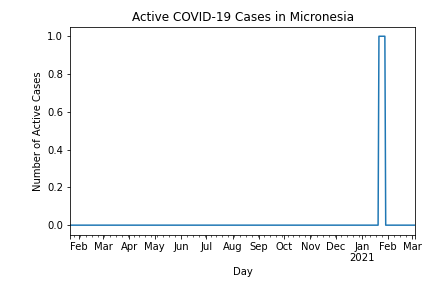 Active COVID-19 Cases in Micronesia
Number of Active Cases
1.0
0.8
0.6
0.4
0.2
0.0
Feb Mar Apr May Jun Jul Aug Sep Oct Nov Dec Jan Feb Mar
2021
Day